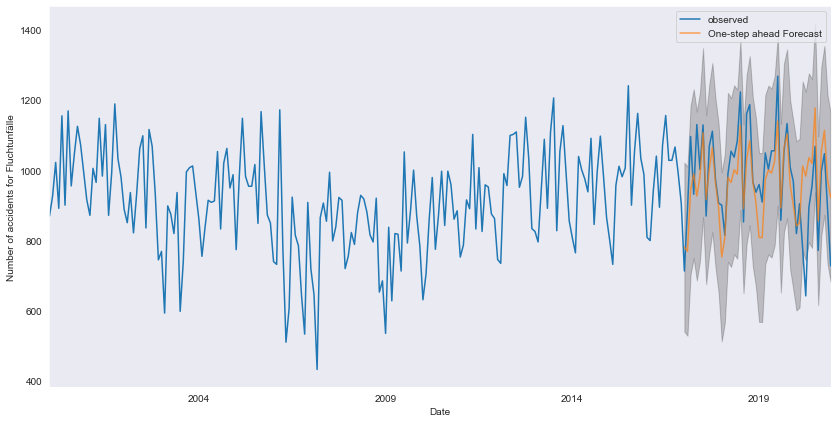 observed
One-step ahead Forecast
Number of accidents for Fluchtunfälle
1400
1200
1000
800
600
400
2004
2009
2014
2019
Date